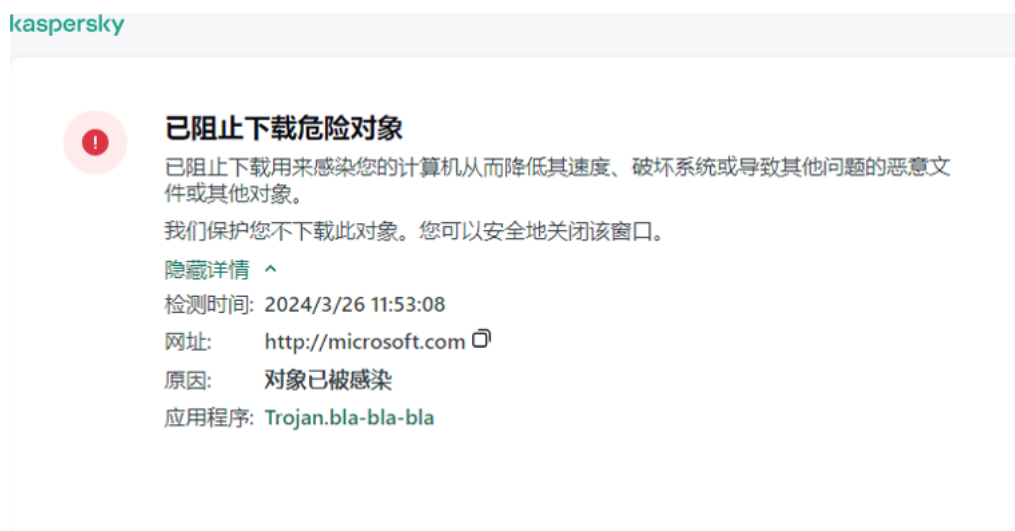 kaspersky
已阻止下载危险对象
已阻止下载用来感染您的计算机从而降低其速度、破坏系统或导致其他问题的恶意文
件或其他对象。
我们保护您不下载此对象。您可以安全地关闭该窗口。
隐藏详情
检测时间: 2024/3/26 11:53:08
网址: http://microsoft.com
原因: 对象已被感染
应用程序: Trojan.bla-bla-bla